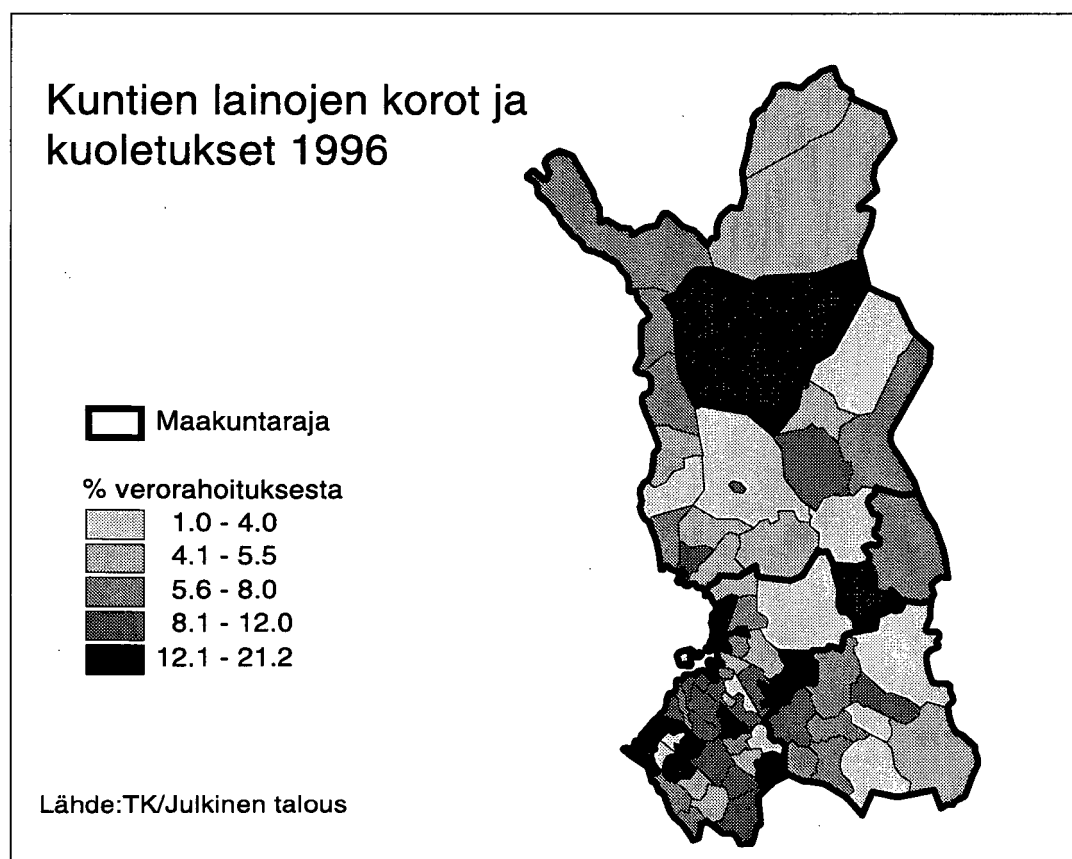 Kuntien lainojen korot ja
kuoletukset 1996
Maakuntaraja
% verorahoituksesta
1.0 - 4.0
4.1 - 5.5
5.6 - 8.0
8.1 - 12.0
12.1 - 21.2
Lähde:TK/Julkinen talous